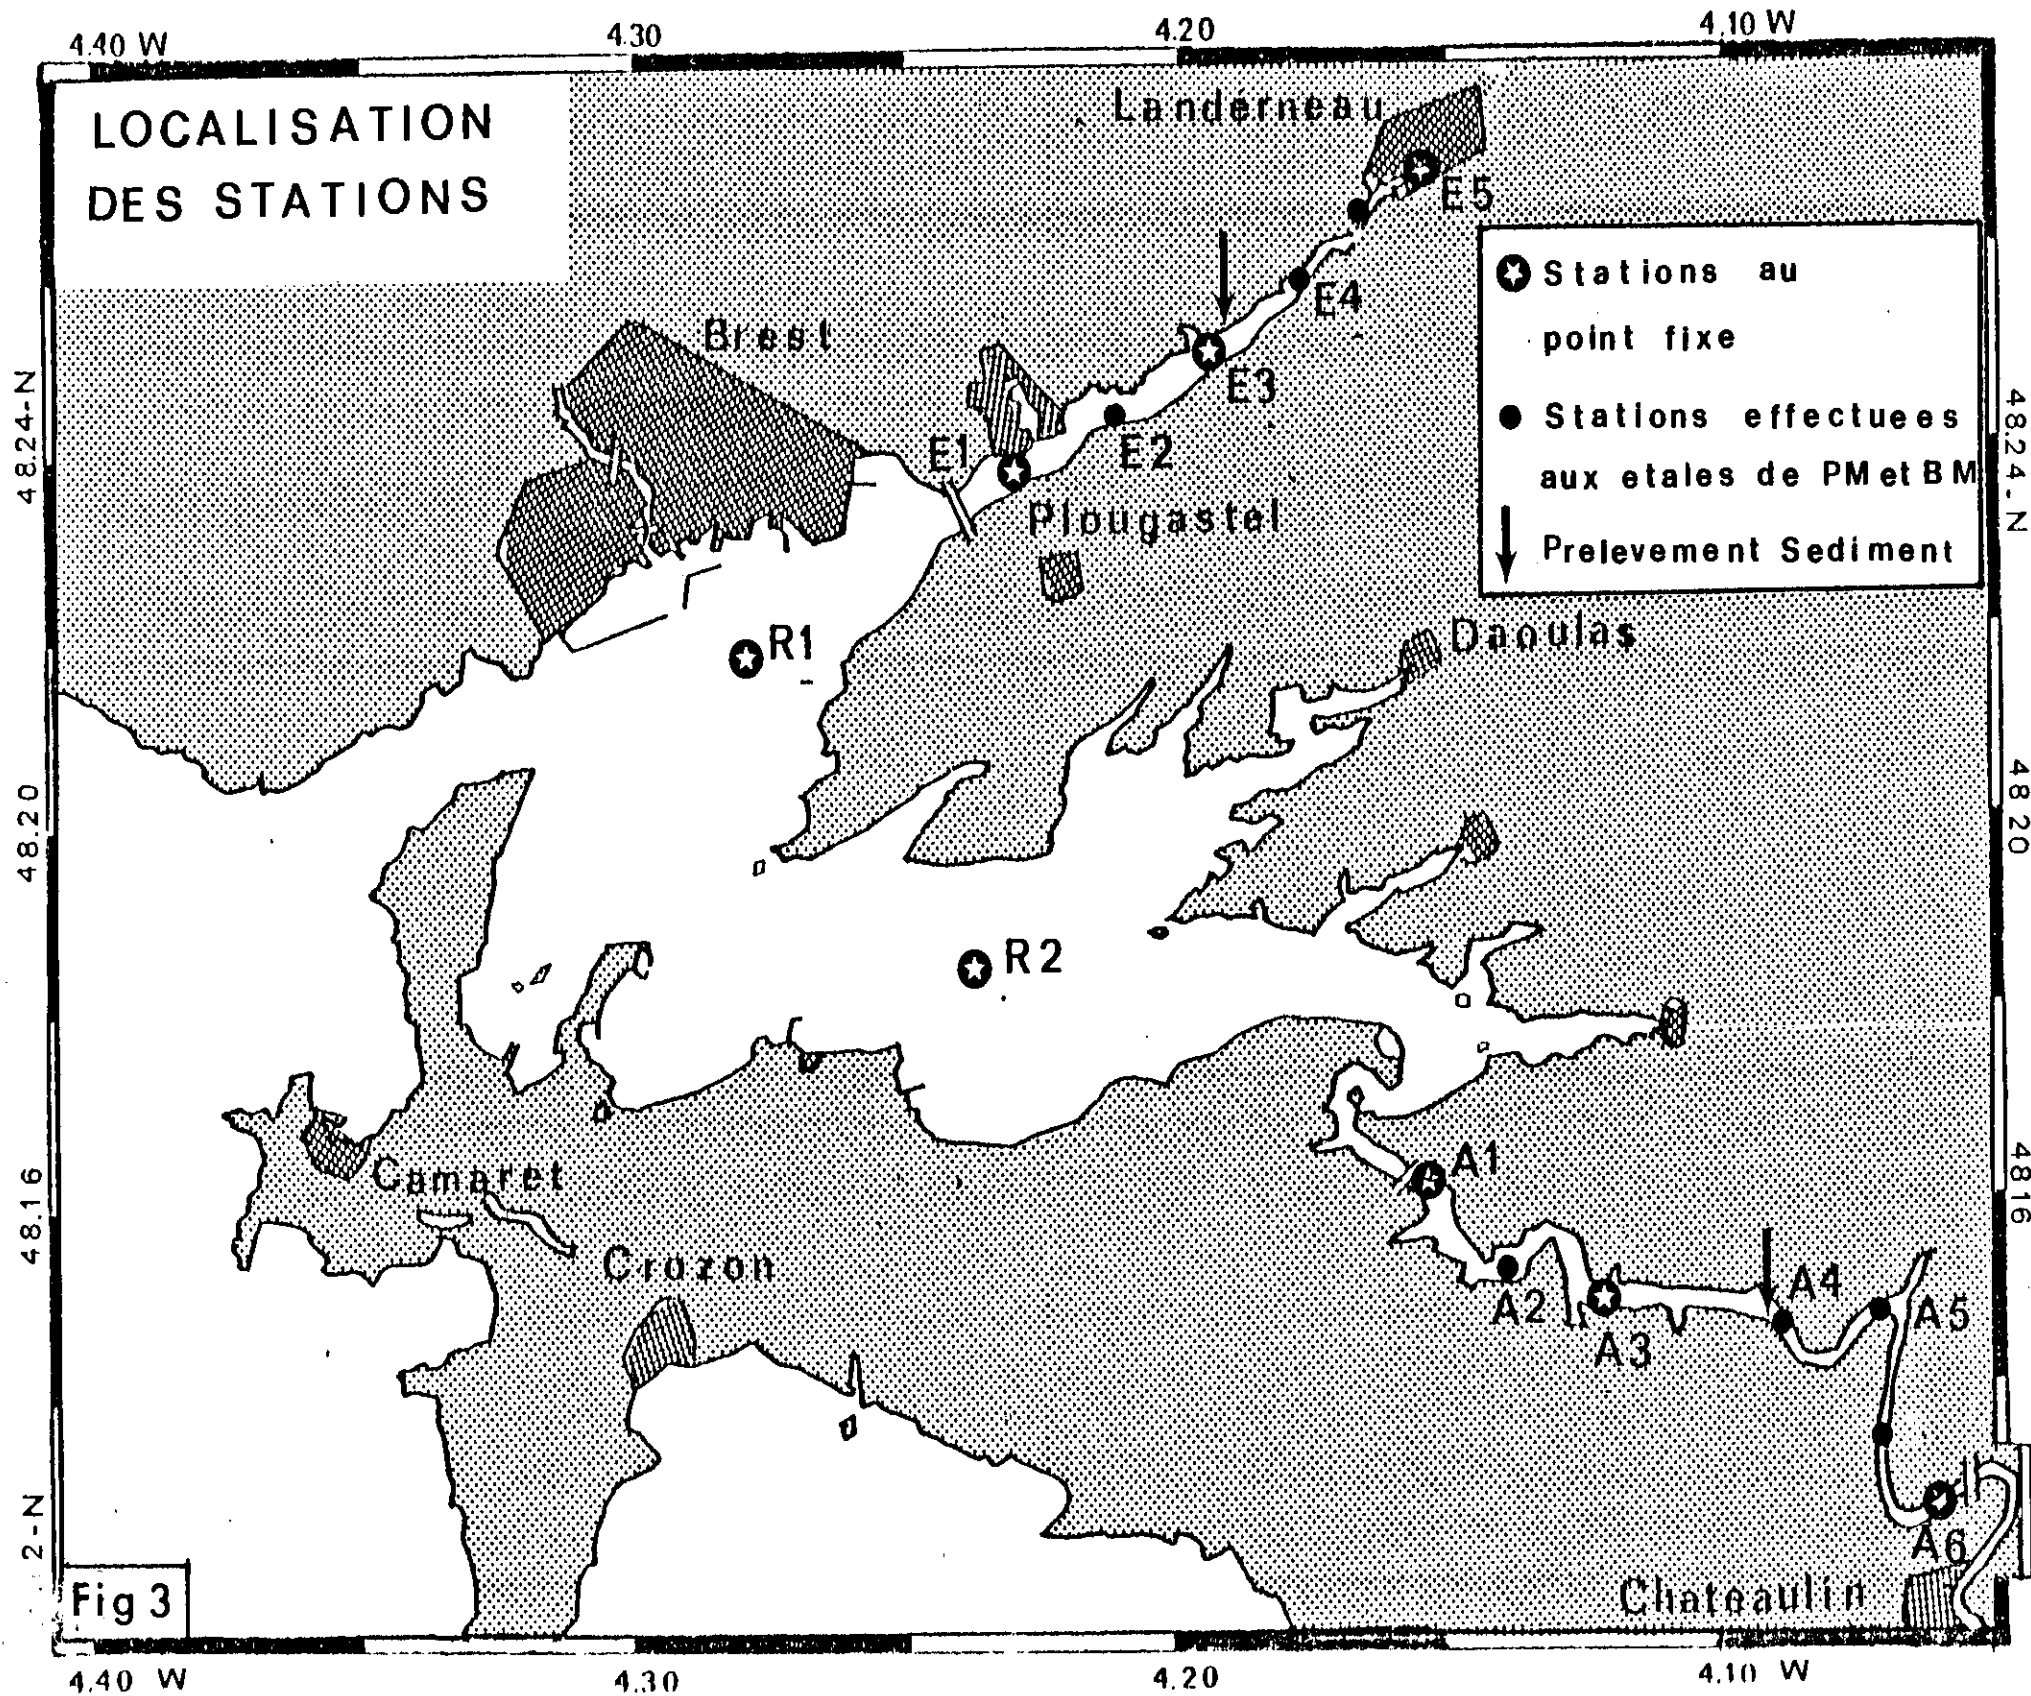 4.40 W
4.30
4.20
4.10 W
LOCALISATION
DES STATIONS
Landerneau
E5
Stations au
point fixe
Stations effectuees
aux etales de PM et BM
Prelevement Sediment
E4
Brest
E3
E1
E2
Plougastel
48.24-N
48.24-N
R1
Daoulas
48.20
48 20
R2
A1
Camaret
48.16
48 16
Crozon
A2
A3
A4
A5
A6
2-N
Fig 3
Chateaulin
4.40 W
4.30
4.20
4.10 W